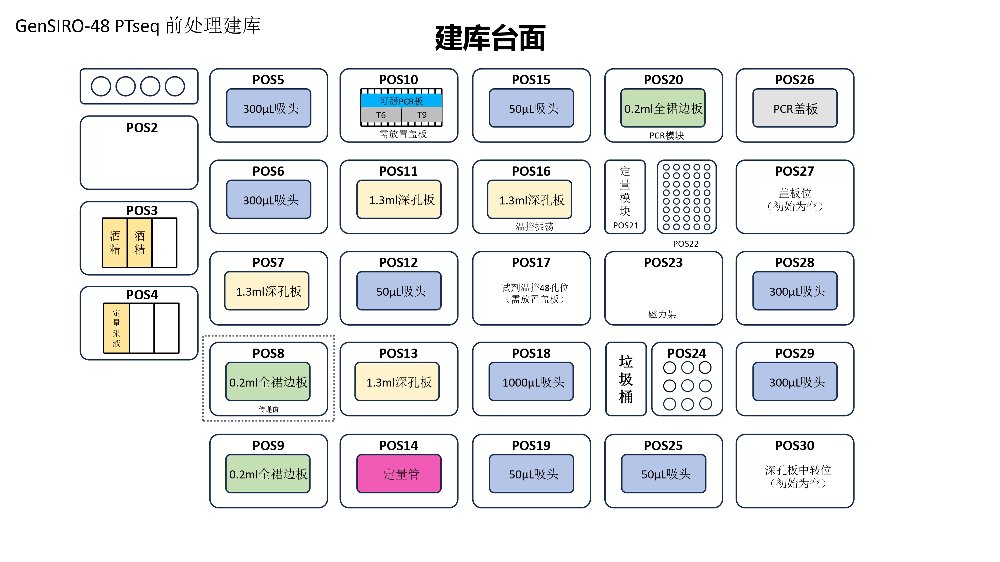 GenSIRO-48 PTseq 前处理建库
建库台面
POS2
POS3
酒精
酒精
POS4
定量染液
POS5
300μL吸头
POS6
300μL吸头
POS7
1.3ml深孔板
POS8
0.2ml全裙边板
传递窗
POS9
0.2ml全裙边板
POS10
可掰PCR板
T6
T9
需放置盖板
POS11
1.3ml深孔板
POS12
50μL吸头
POS13
1.3ml深孔板
POS14
定量管
POS15
50μL吸头
POS16
1.3ml深孔板
温控振荡
POS17
试剂温控48孔位
（需放置盖板）
POS18
1000μL吸头
POS19
50μL吸头
POS20
0.2ml全裙边板
PCR模块
定量模块
POS21
POS22
POS23
磁力架
垃圾桶
POS24
POS25
50μL吸头
POS26
PCR盖板
POS27
盖板位
（初始为空）
POS28
300μL吸头
POS29
300μL吸头
POS30
深孔板中转位
（初始为空）